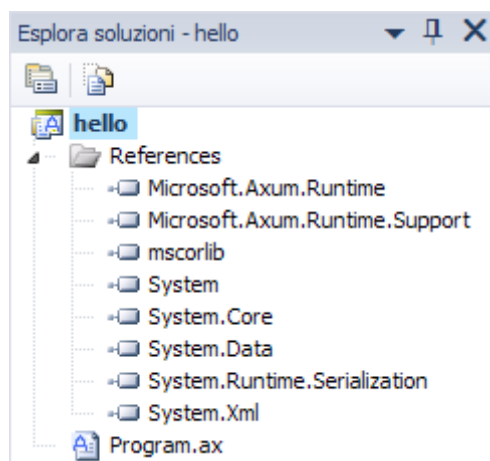 Esplora soluzioni - hello
hello
References
Microsoft.Axum.Runtime
Microsoft.Axum.Runtime.Support
mscorlib
System
System.Core
System.Data
System.Runtime.Serialization
System.Xml
Program.ax